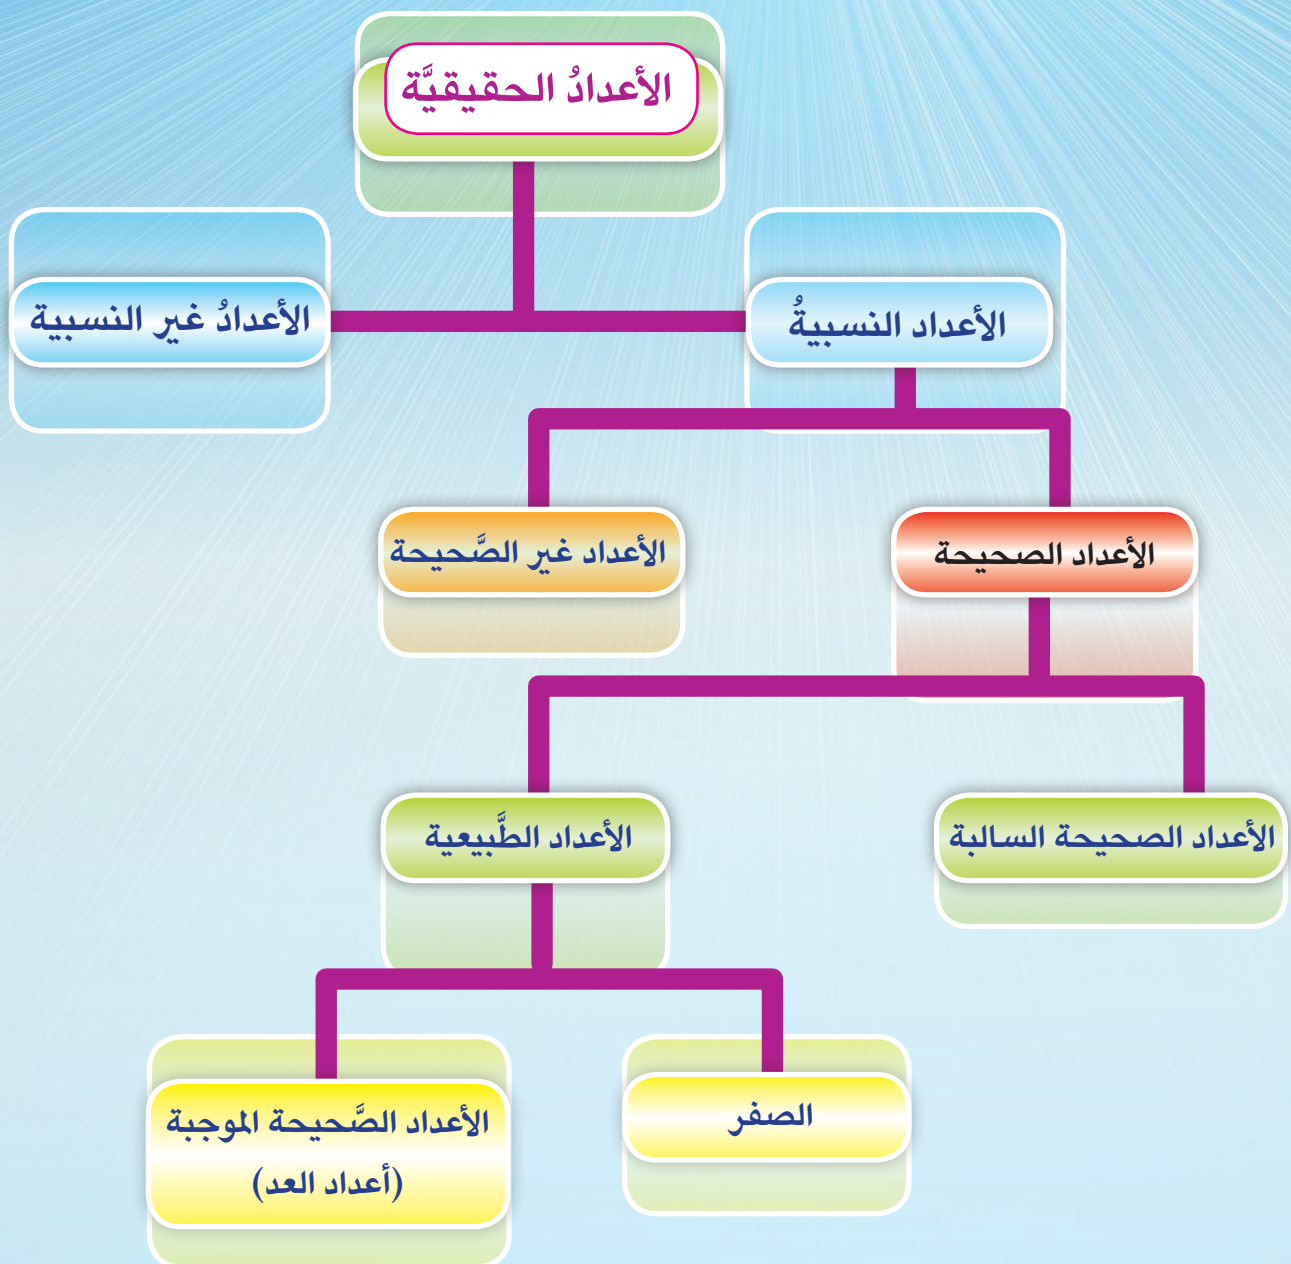 الأعدادُ الحقيقيَّة
الأعداد النسبيةُ
الأعدادُ غير النسبية
الأعداد الصحيحة
الأعداد غير الصَّحيحة
الأعداد الصحيحة السالبة
الأعداد الطَّبيعية
الصفر
الأعداد الصَّحيحة الموجبة
(أعداد العد)